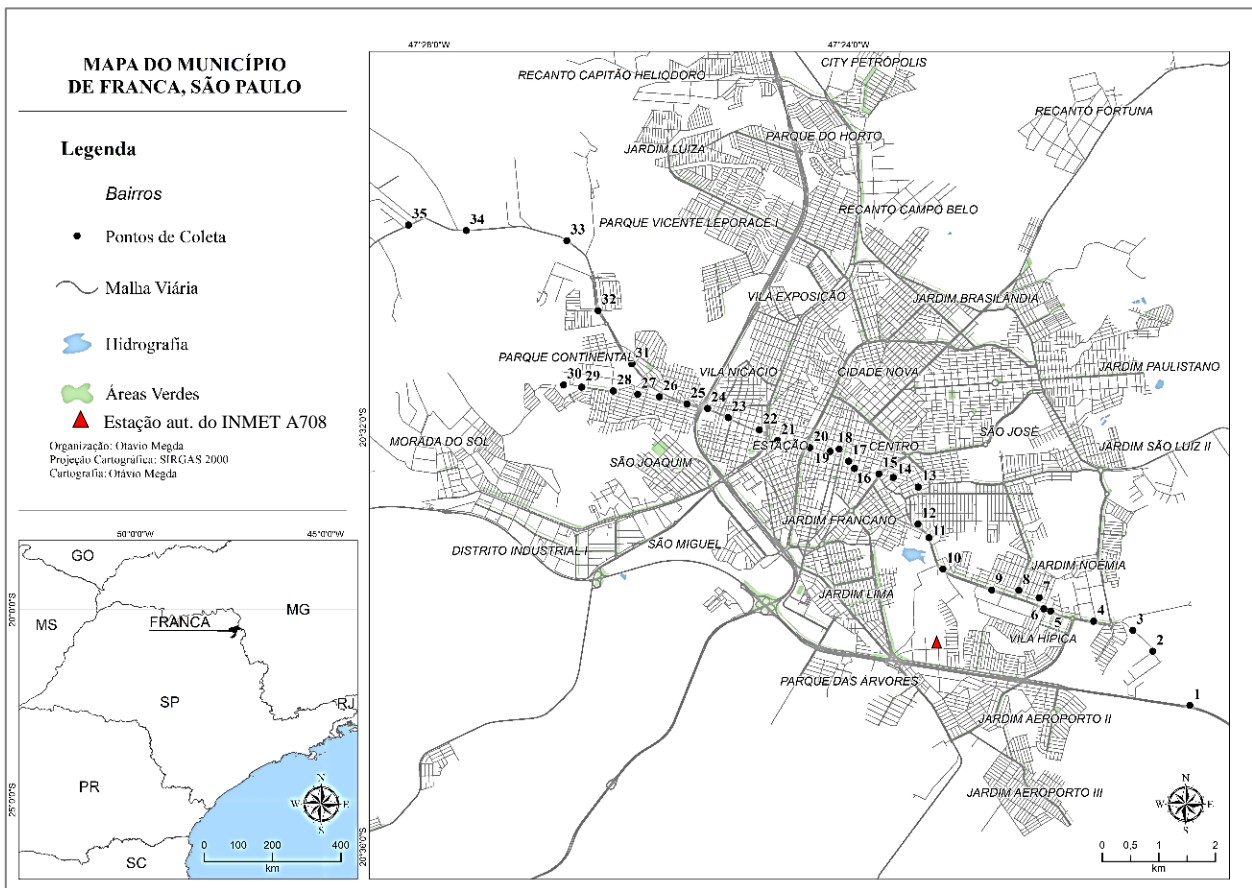 MAPA DO MUNICÍPIO
DE FRANCA, SÃO PAULO
Legenda
Bairros
Pontos de Coleta
Malha Viária
Hidrografia
Áreas Verdes
Estação aut. do INMET A708
Organização: Otavio Megda
Projeção Cartográfica: SIRGAS 2000
Cartografia: Otávio Megda
50°0'0"W
45°0'0"W
20°0'0"S
25°0'0"S
GO
MG
MS
FRANCA
SP
RJ
PR
SC
N
W
E
S
0 200 400
km
47°28'0"W
47°24'0"W
20°32'0"S
20°36'0"S
CITY PETRÓPOLIS
RECANTO CAPITÃO HELIODORO
RECANTO FORTUNA
PARQUE DO HORTO
JARDIM LUIZA
RECANTO CAMPO BELO
PARQUE VICENTE LEPORACE I
35
34
33
VILA EXPOSIÇÃO
JARDIM BRASILÂNDIA
32
PARQUE CONTINENTAL
31
VILA NICÁCIO
CIDADE NOVA
JARDIM PAULISTANO
30
29
28
27
26
25
24
23
22
21
20
19
18
17
16
15
14
13
12
11
10
9
8
7
6
5
4
3
2
1
MORADA DO SOL
ESTAÇÃO
CENTRO
SÃO JOSÉ
JARDIM SÃO LUIZ II
SÃO JOAQUIM
JARDIM FRANCANO
DISTRITO INDUSTRIAL I
SÃO MIGUEL
JARDIM NOÊMIA
JARDIM LIMA
VILA HÍPICA
PARQUE DAS ÁRVORES
JARDIM AEROPORTO II
JARDIM AEROPORTO III
N
W
E
S
0 0,5 1 2
km